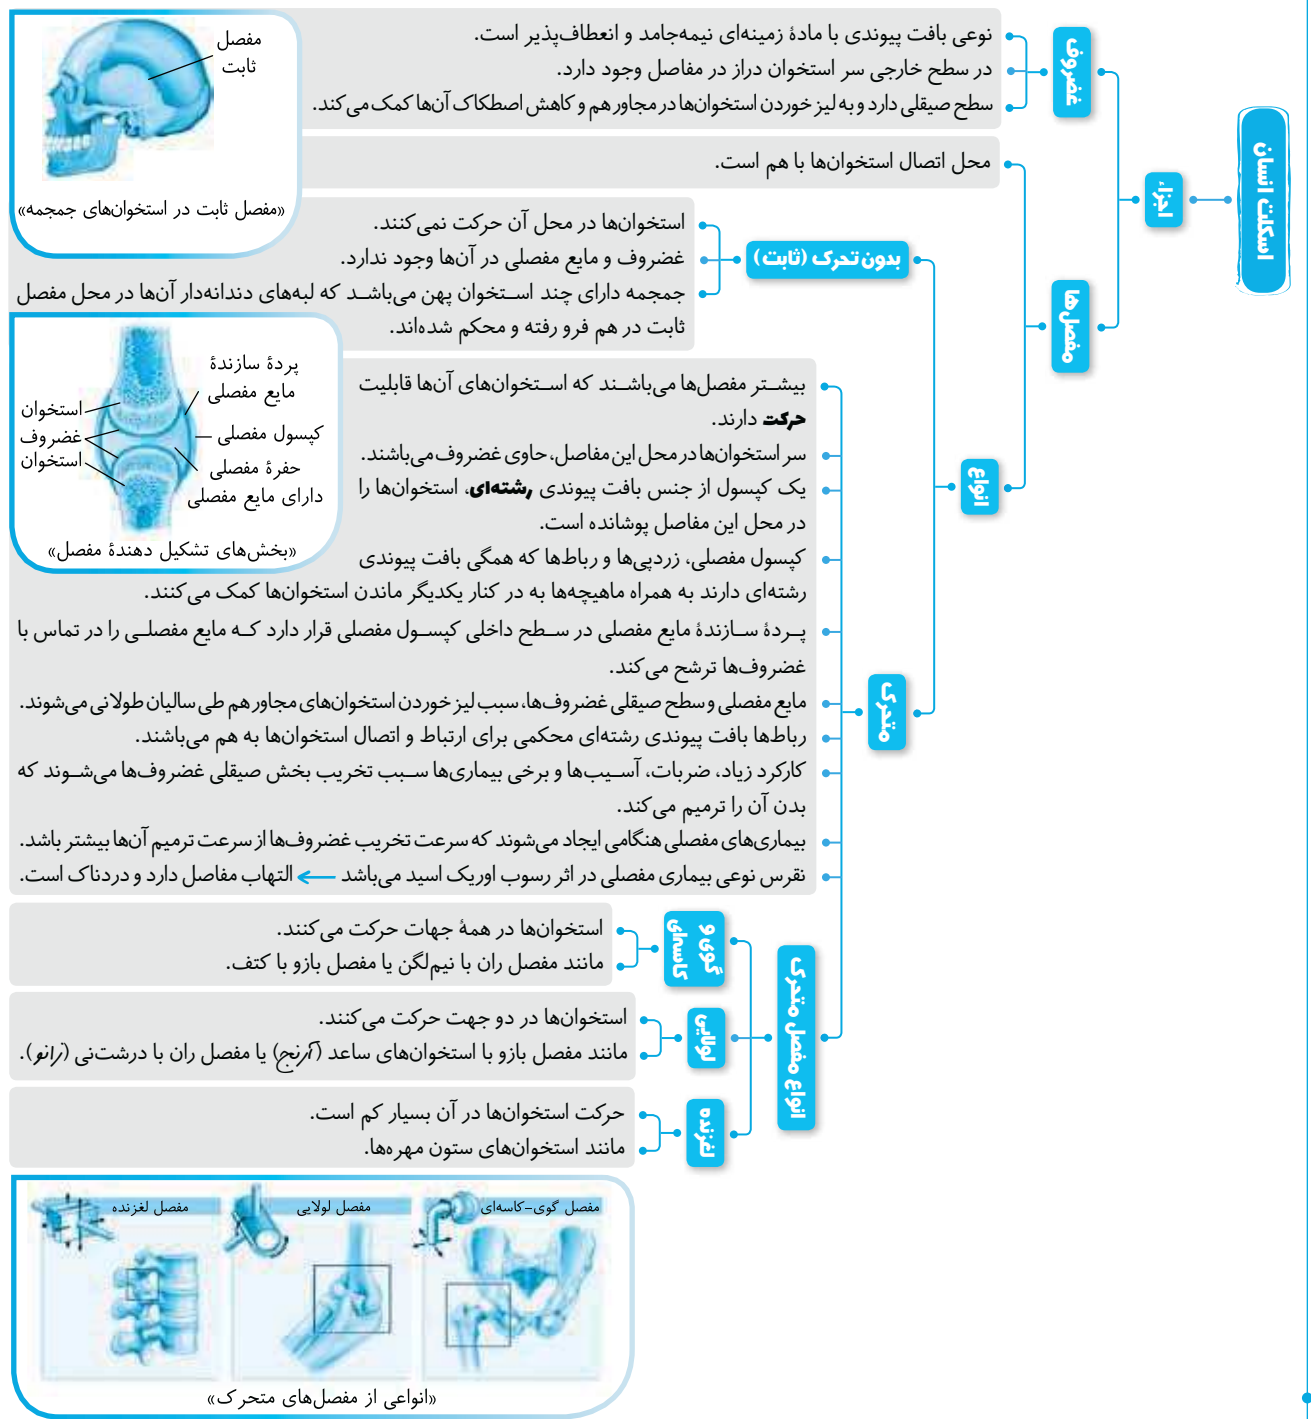 اسکلت انسان
اجزاء
غضروف
نوعی بافت پیوندی با مادهٔ زمینه‌ای نیمه‌جامد و انعطاف‌پذیر است.
در سطح خارجی سر استخوان دراز در مفاصل وجود دارد.
سطح صیقلی دارد و به لیز خوردن استخوان‌ها در مجاور هم و کاهش اصطکاک آن‌ها کمک می‌کند.
مفصل
ثابت
«مفصل ثابت در استخوان‌های جمجمه»
مفصل‌ها
محل اتصال استخوان‌ها با هم است.
انواع
بدون تحرک (ثابت)
استخوان‌ها در محل آن حرکت نمی‌کنند.
غضروف و مایع مفصلی در آن‌ها وجود ندارد.
جمجمه دارای چند استخوان پهن می‌باشد که لبه‌های دندانه‌دار آن‌ها در محل مفصل
ثابت در هم فرو رفته و محکم شده‌اند.
متحرک
بیشتر مفصل‌ها می‌باشند که استخوان‌های آن‌ها قابلیت
حرکت دارند.
سر استخوان‌ها در محل این مفاصل، حاوی غضروف می‌باشند.
یک کپسول از جنس بافت پیوندی رشته‌ای، استخوان‌ها را
در محل این مفاصل پوشانده است.
کپسول مفصلی، زردپی‌ها و رباط‌ها که همگی بافت پیوندی
رشته‌ای دارند به همراه ماهیچه‌ها به در کنار یکدیگر ماندن استخوان‌ها کمک می‌کنند.
پردهٔ سازندهٔ مایع مفصلی در سطح داخلی کپسول مفصلی قرار دارد که مایع مفصلی را در تماس با
غضروف‌ها ترشح می‌کند.
مایع مفصلی و سطح صیقلی غضروف‌ها، سبب لیز خوردن استخوان‌های مجاور هم طی سالیان طولانی می‌شوند.
رباط‌ها بافت پیوندی رشته‌ای محکمی برای ارتباط و اتصال استخوان‌ها به هم می‌باشند.
کارکرد زیاد، ضربات، آسیب‌ها و برخی بیماری‌ها سبب تخریب بخش صیقلی غضروف‌ها می‌شوند که
بدن آن را ترمیم می‌کند.
بیماری‌های مفصلی هنگامی ایجاد می‌شوند که سرعت تخریب غضروف‌ها از سرعت ترمیم آن‌ها بیشتر باشد.
نقرس نوعی بیماری مفصلی در اثر رسوب اوریک اسید می‌باشد ← التهاب مفاصل دارد و دردناک است.
پردهٔ سازندهٔ
مایع مفصلی
کپسول مفصلی
حفرهٔ مفصلی
دارای مایع مفصلی
استخوان
غضروف
استخوان
«بخش‌های تشکیل دهندهٔ مفصل»
انواع مفصل متحرک
گوی و
کاسه‌ای
استخوان‌ها در همهٔ جهات حرکت می‌کنند.
مانند مفصل ران با نیم‌لگن یا مفصل بازو با کتف.
لولایی
استخوان‌ها در دو جهت حرکت می‌کنند.
مانند مفصل بازو با استخوان‌های ساعد (آرنج) یا مفصل ران با درشت‌نی (زانو).
لغزنده
حرکت استخوان‌ها در آن بسیار کم است.
مانند استخوان‌های ستون مهره‌ها.
مفصل گوی-کاسه‌ای
مفصل لولایی
مفصل لغزنده
«انواعی از مفصل‌های متحرک»